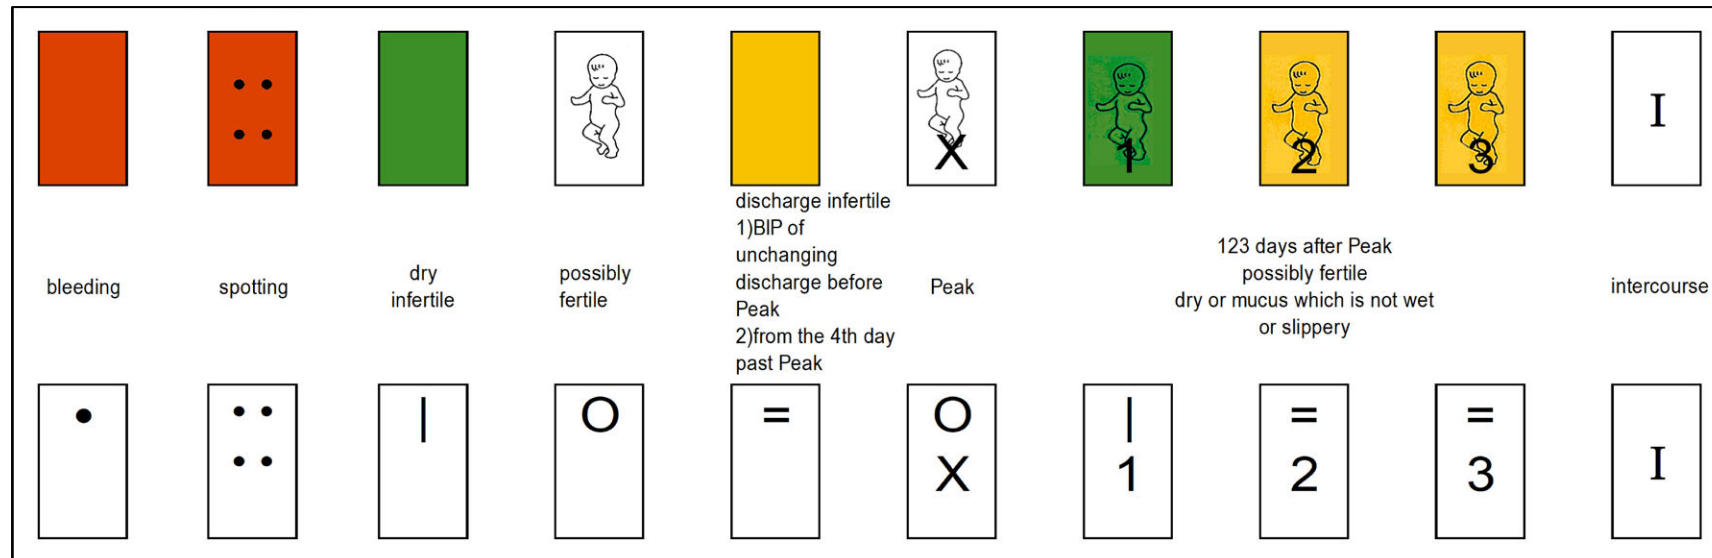 X
1
2
3
I
bleeding
spotting
dry
infertile
possibly
fertile
discharge infertile
1)BIP of
unchanging
discharge before
Peak
2)from the 4th day
past Peak
Peak
123 days after Peak
possibly fertile
dry or mucus which is not wet
or slippery
intercourse
|
O
=
O
X
|
1
=
2
=
3
I